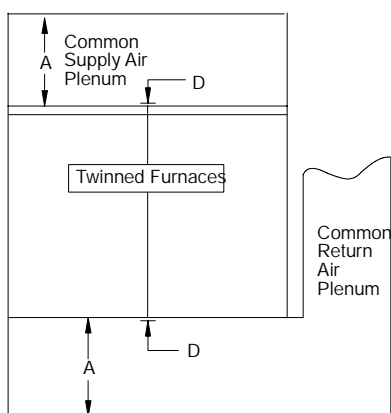 Common
Supply Air
Plenum
A
D
Twinned Furnaces
Common
Return
Air
Plenum
D
A